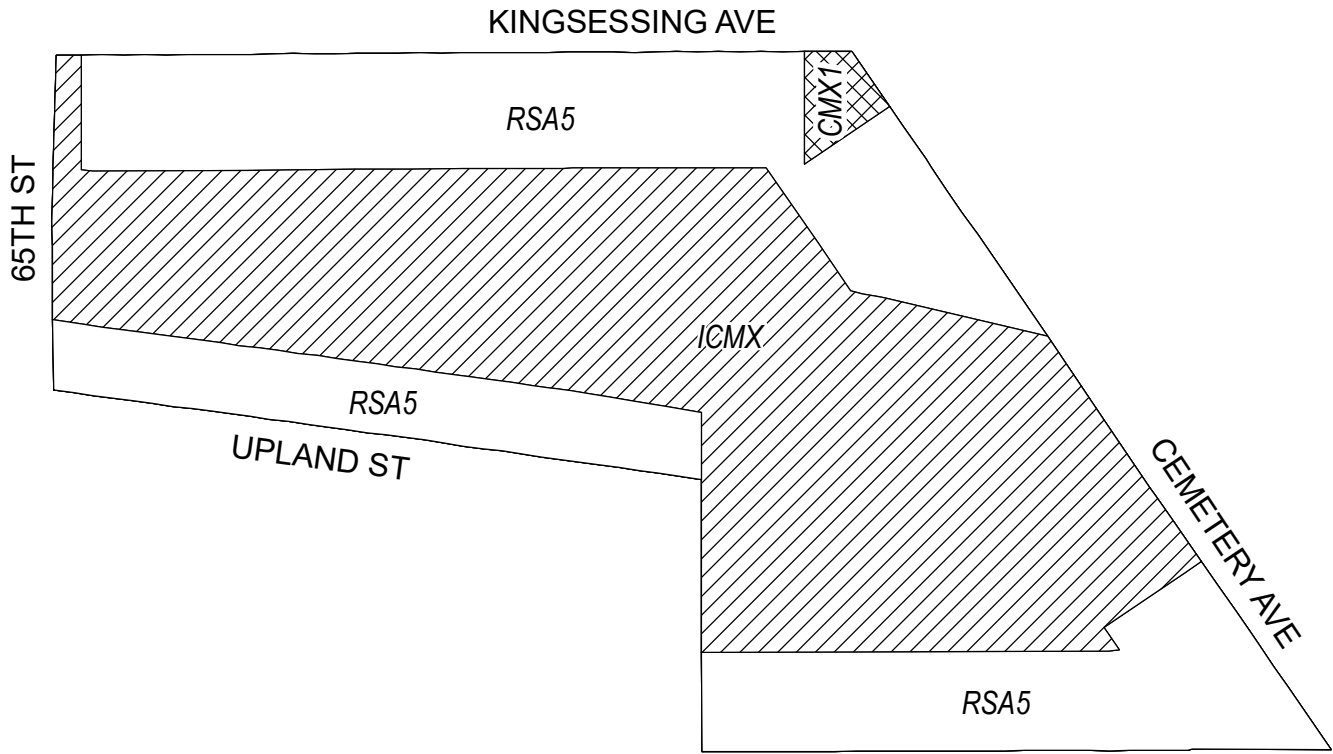 KINGSESSING AVE
RSA5
CMX1
65TH ST
ICMX
RSA5
UPLAND ST
CEMETERY AVE
RSA5